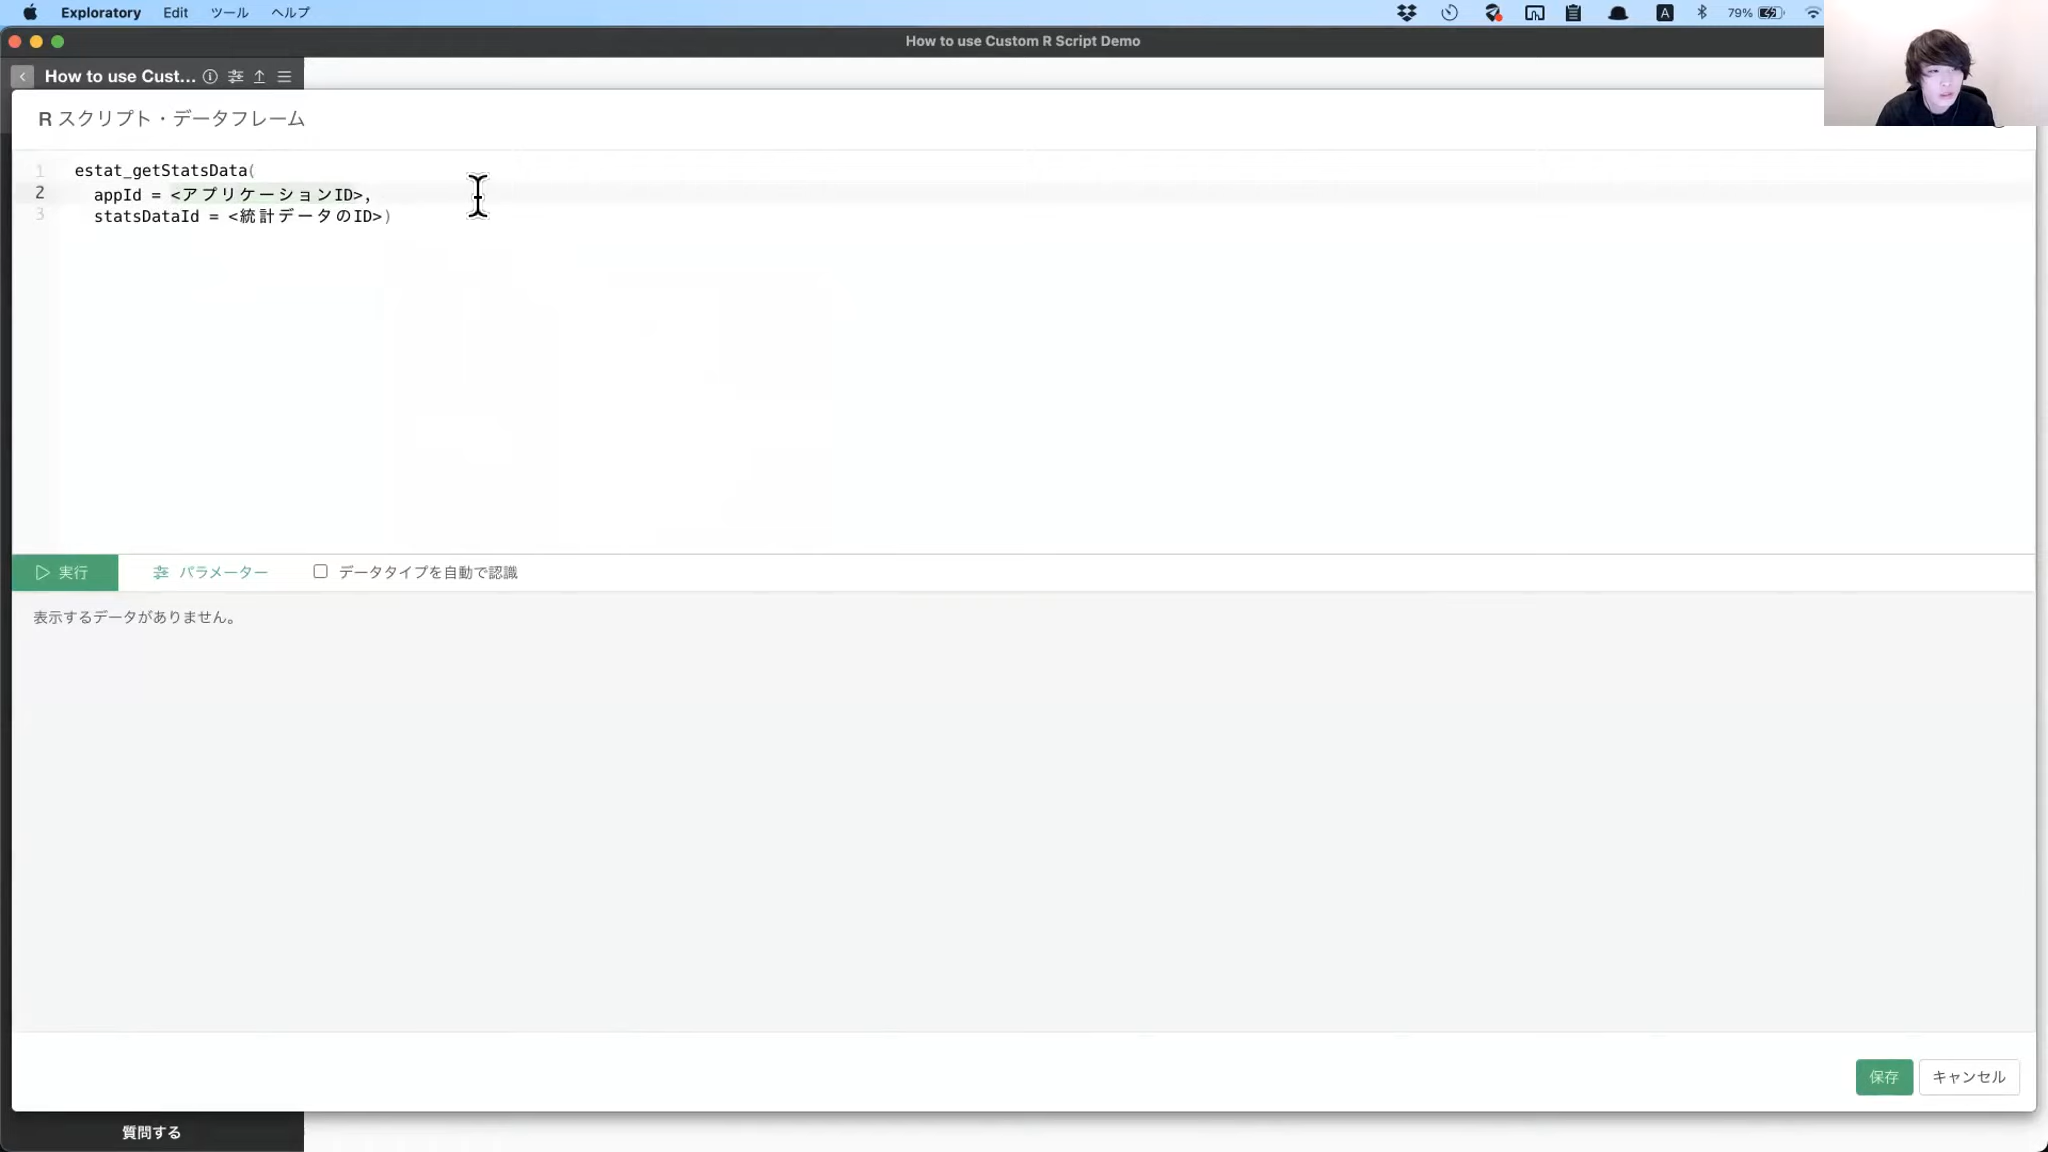 Exploratory Edit ツール ヘルプ
A 79%
How to use Custom R Script Demo
How to use Cust...
R スクリプト・データフレーム
1 estat_getStatsData(
2 appId = <アプリケーションID>,
3 statsDataId = <統計データのID>)
実行 パラメーター データタイプを自動で認識
表示するデータがありません。
保存 キャンセル
質問する